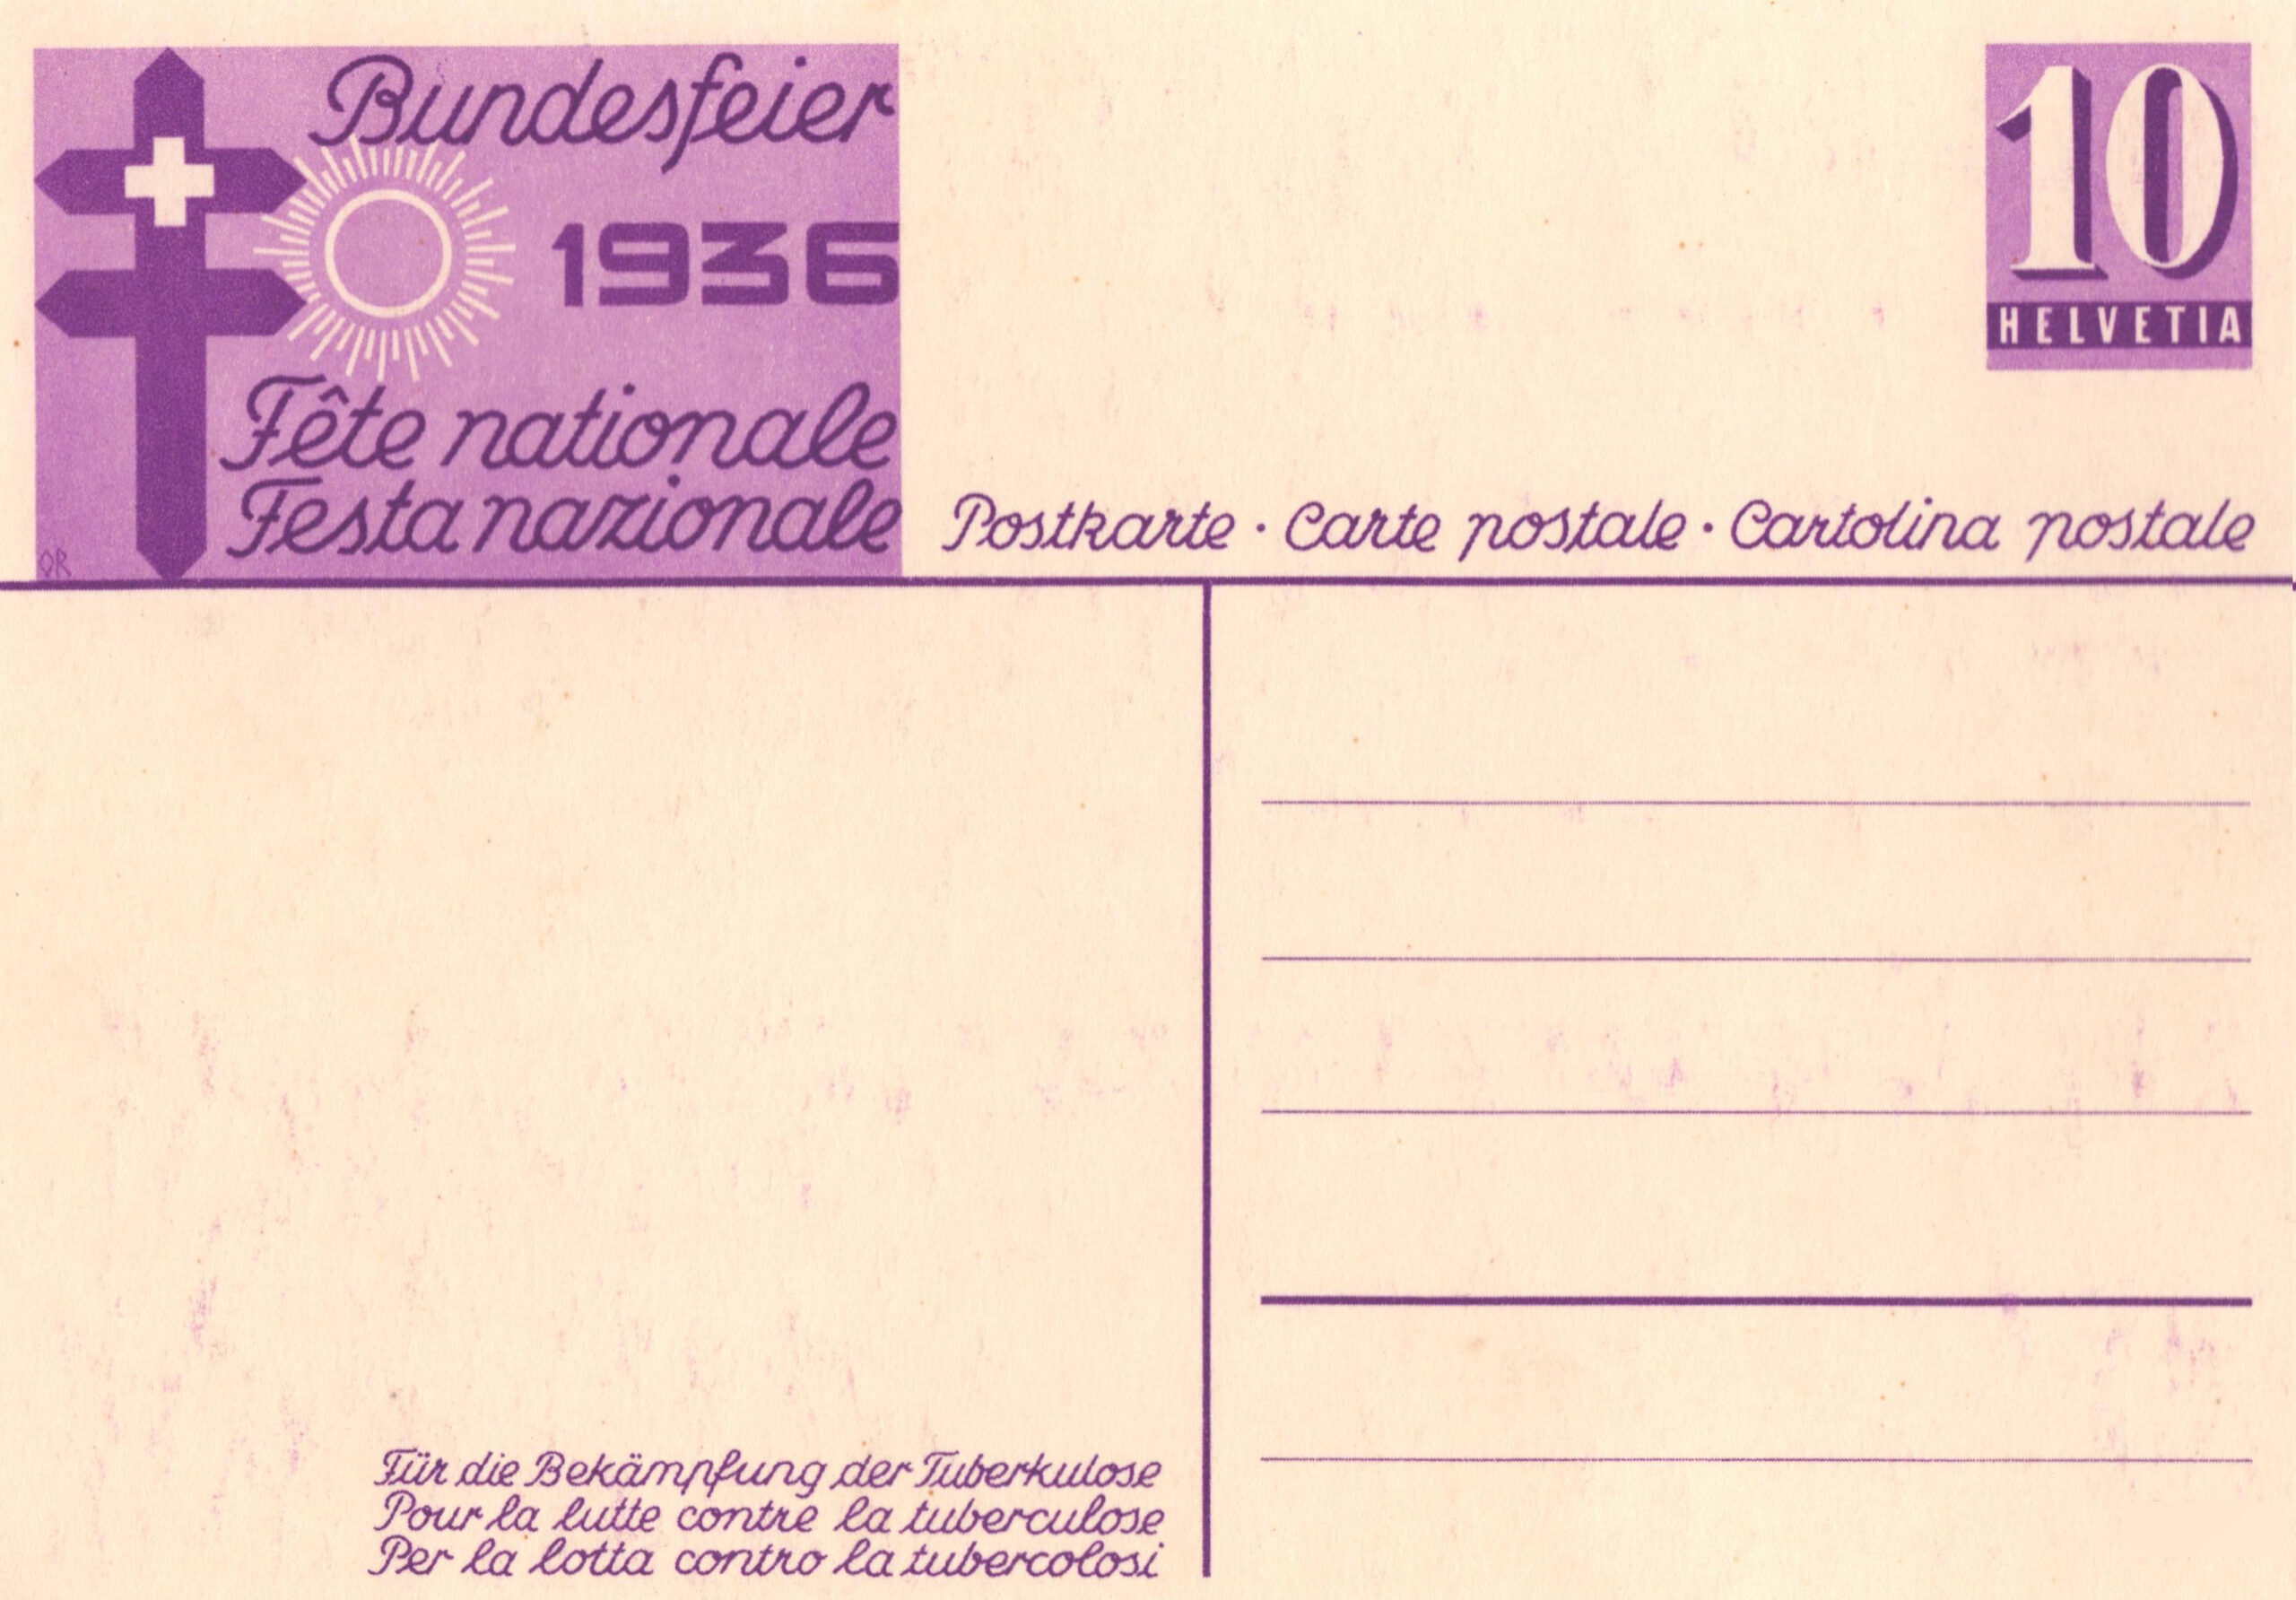 Bundesfeier
1936
Fête nationale
Festa nazionale
OR
10
HELVETIA
Postkarte · Carte postale · Cartolina postale
Für die Bekämpfung der Tuberkulose
Pour la lutte contre la tuberculose
Per la lotta contro la tubercolosi